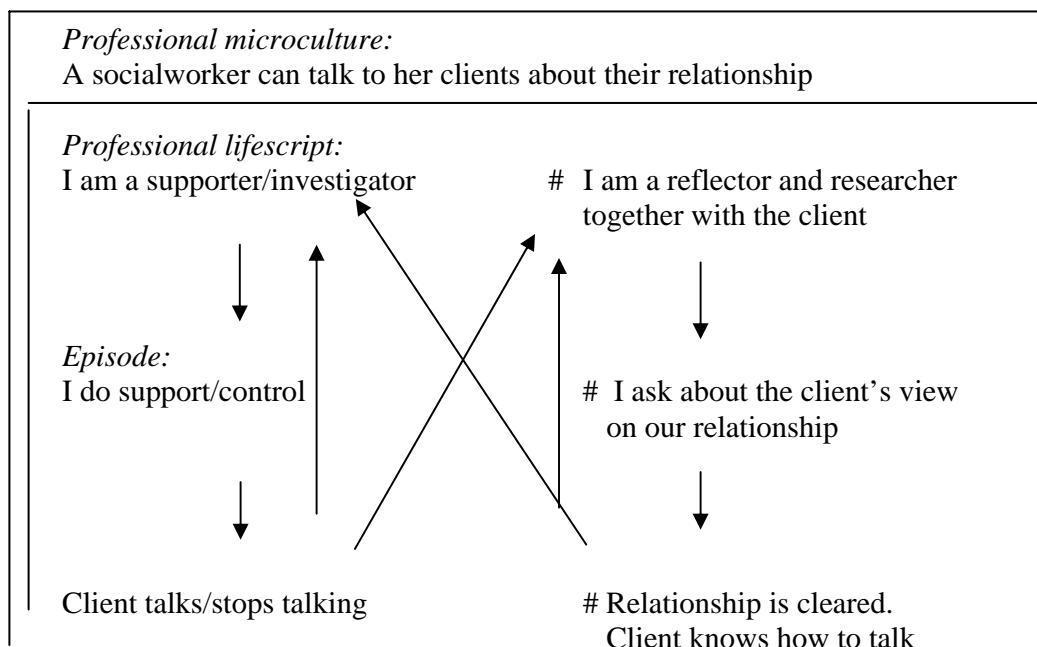 Professional microculture:
A socialworker can talk to her clients about their relationship
Professional lifescript:
I am a supporter/investigator
# I am a reflector and researcher
together with the client
Episode:
I do support/control
# I ask about the client’s view
on our relationship
Client talks/stops talking
# Relationship is cleared.
Client knows how to talk